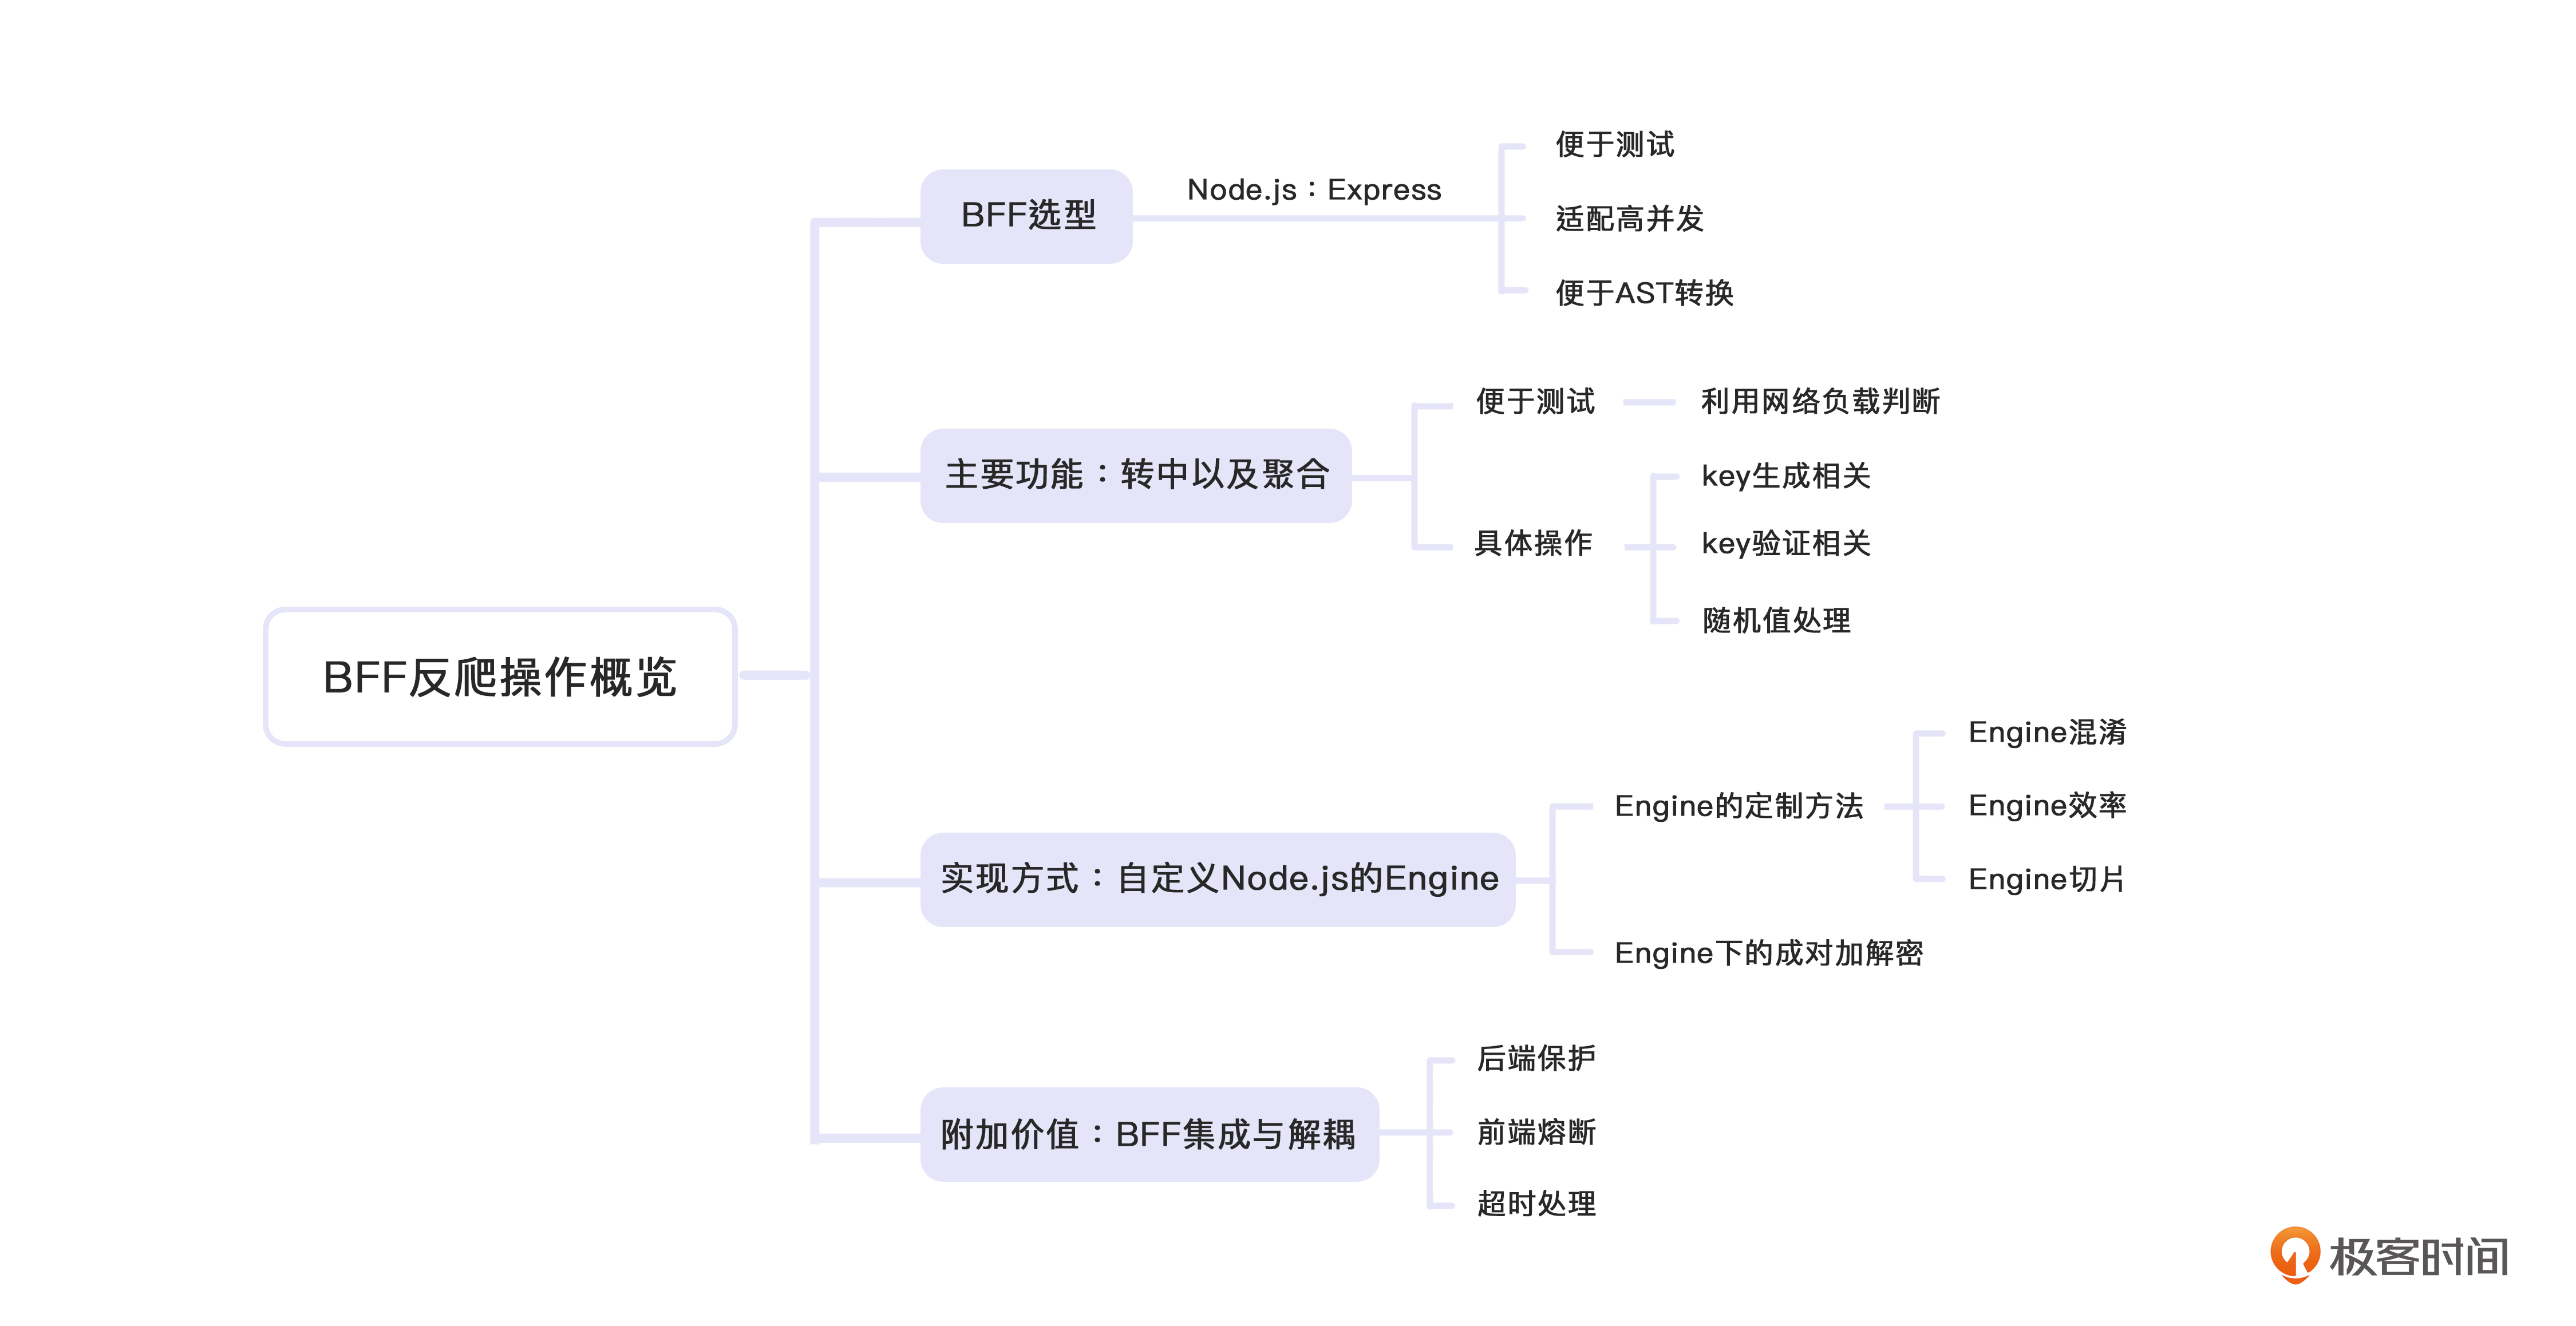 BFF反爬操作概览
BFF选型
Node.js：Express
便于测试
适配高并发
便于AST转换
主要功能：转中以及聚合
便于测试
利用网络负载判断
具体操作
key生成相关
key验证相关
随机值处理
实现方式：自定义Node.js的Engine
Engine的定制方法
Engine混淆
Engine效率
Engine切片
Engine下的成对加解密
附加价值：BFF集成与解耦
后端保护
前端熔断
超时处理
极客时间